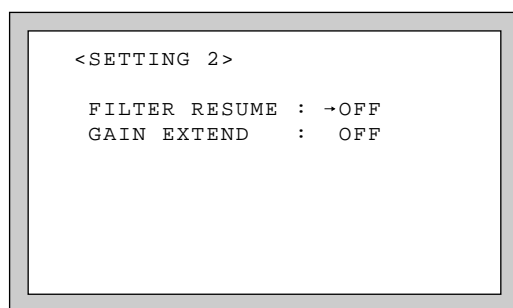 <SETTING 2>
FILTER RESUME : →OFF
GAIN EXTEND : OFF